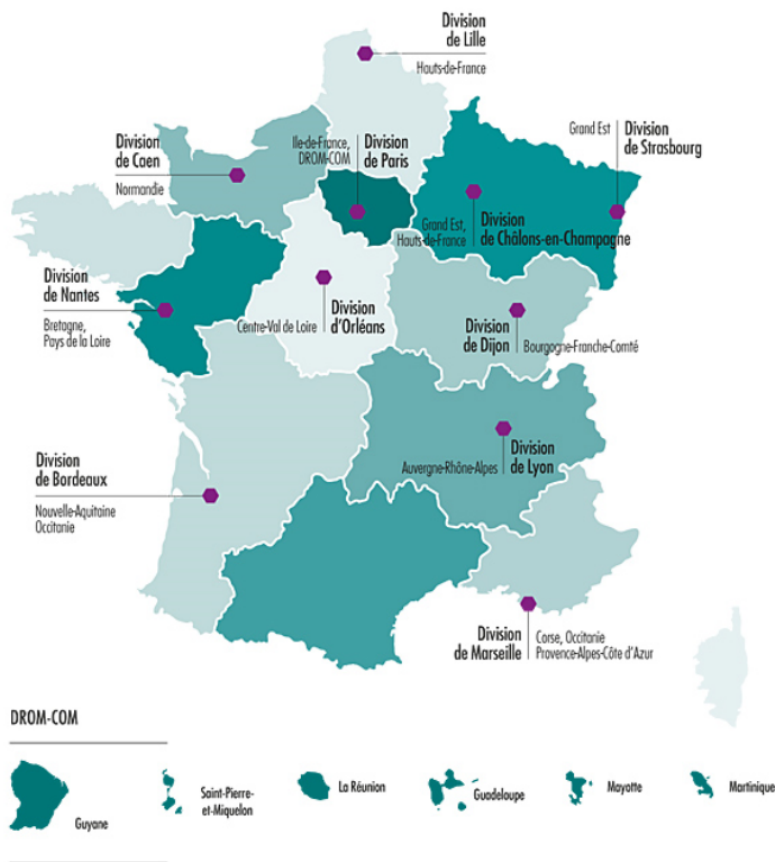 Division
de Lille
Hauts-de-France
Division
de Caen
Normandie
Ile-de-France,
DROM-COM
Division
de Paris
Grand Est
Division
de Strasbourg
Grand Est,
Hauts-de-France
Division
de Châlons-en-Champagne
Division
de Nantes
Bretagne,
Pays de la Loire
Centre-Val de Loire
Division
d'Orléans
Division
de Dijon
Bourgogne-Franche-Comté
Auvergne-Rhône-Alpes
Division
de Lyon
Division
de Bordeaux
Nouvelle-Aquitaine
Occitanie
Division
de Marseille
Corse, Occitanie
Provence-Alpes-Côte d'Azur
DROM-COM
Guyane
Saint-Pierre-
et-Miquelon
La Réunion
Guadeloupe
Mayotte
Martinique